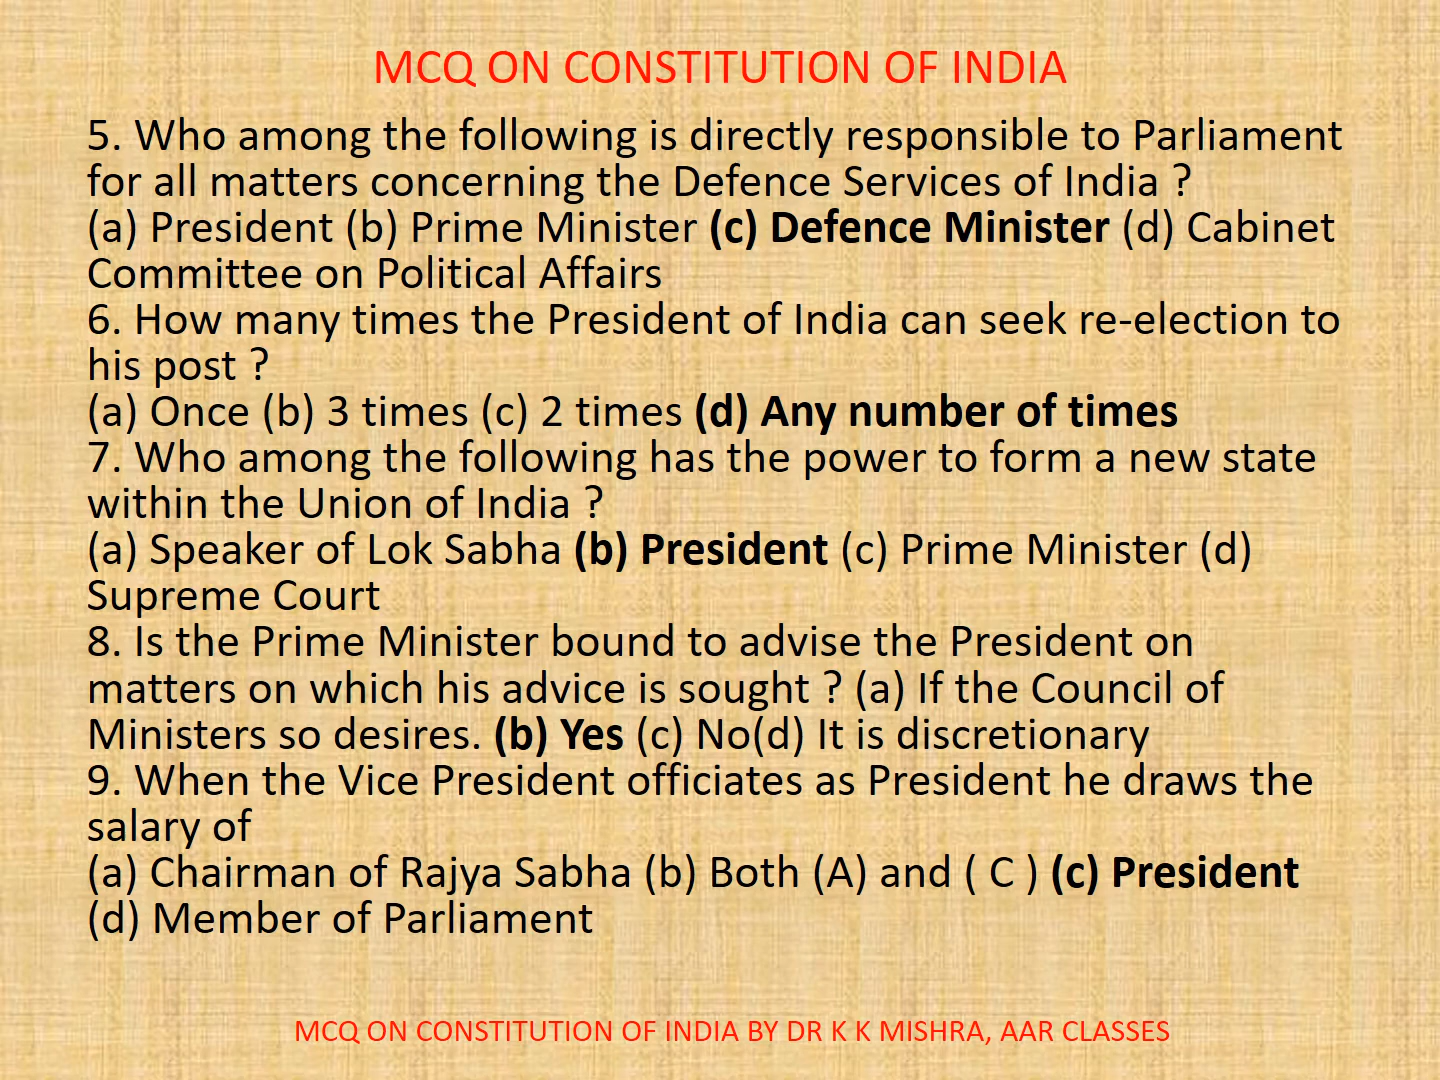 MCQ ON CONSTITUTION OF INDIA
5. Who among the following is directly responsible to Parliament
for all matters concerning the Defence Services of India ?
(a) President (b) Prime Minister (c) Defence Minister (d) Cabinet
Committee on Political Affairs
6. How many times the President of India can seek re-election to
his post ?
(a) Once (b) 3 times (c) 2 times (d) Any number of times
7. Who among the following has the power to form a new state
within the Union of India ?
(a) Speaker of Lok Sabha (b) President (c) Prime Minister (d)
Supreme Court
8. Is the Prime Minister bound to advise the President on
matters on which his advice is sought ? (a) If the Council of
Ministers so desires. (b) Yes (c) No(d) It is discretionary
9. When the Vice President officiates as President he draws the
salary of
(a) Chairman of Rajya Sabha (b) Both (A) and ( C ) (c) President
(d) Member of Parliament
MCQ ON CONSTITUTION OF INDIA BY DR K K MISHRA, AAR CLASSES